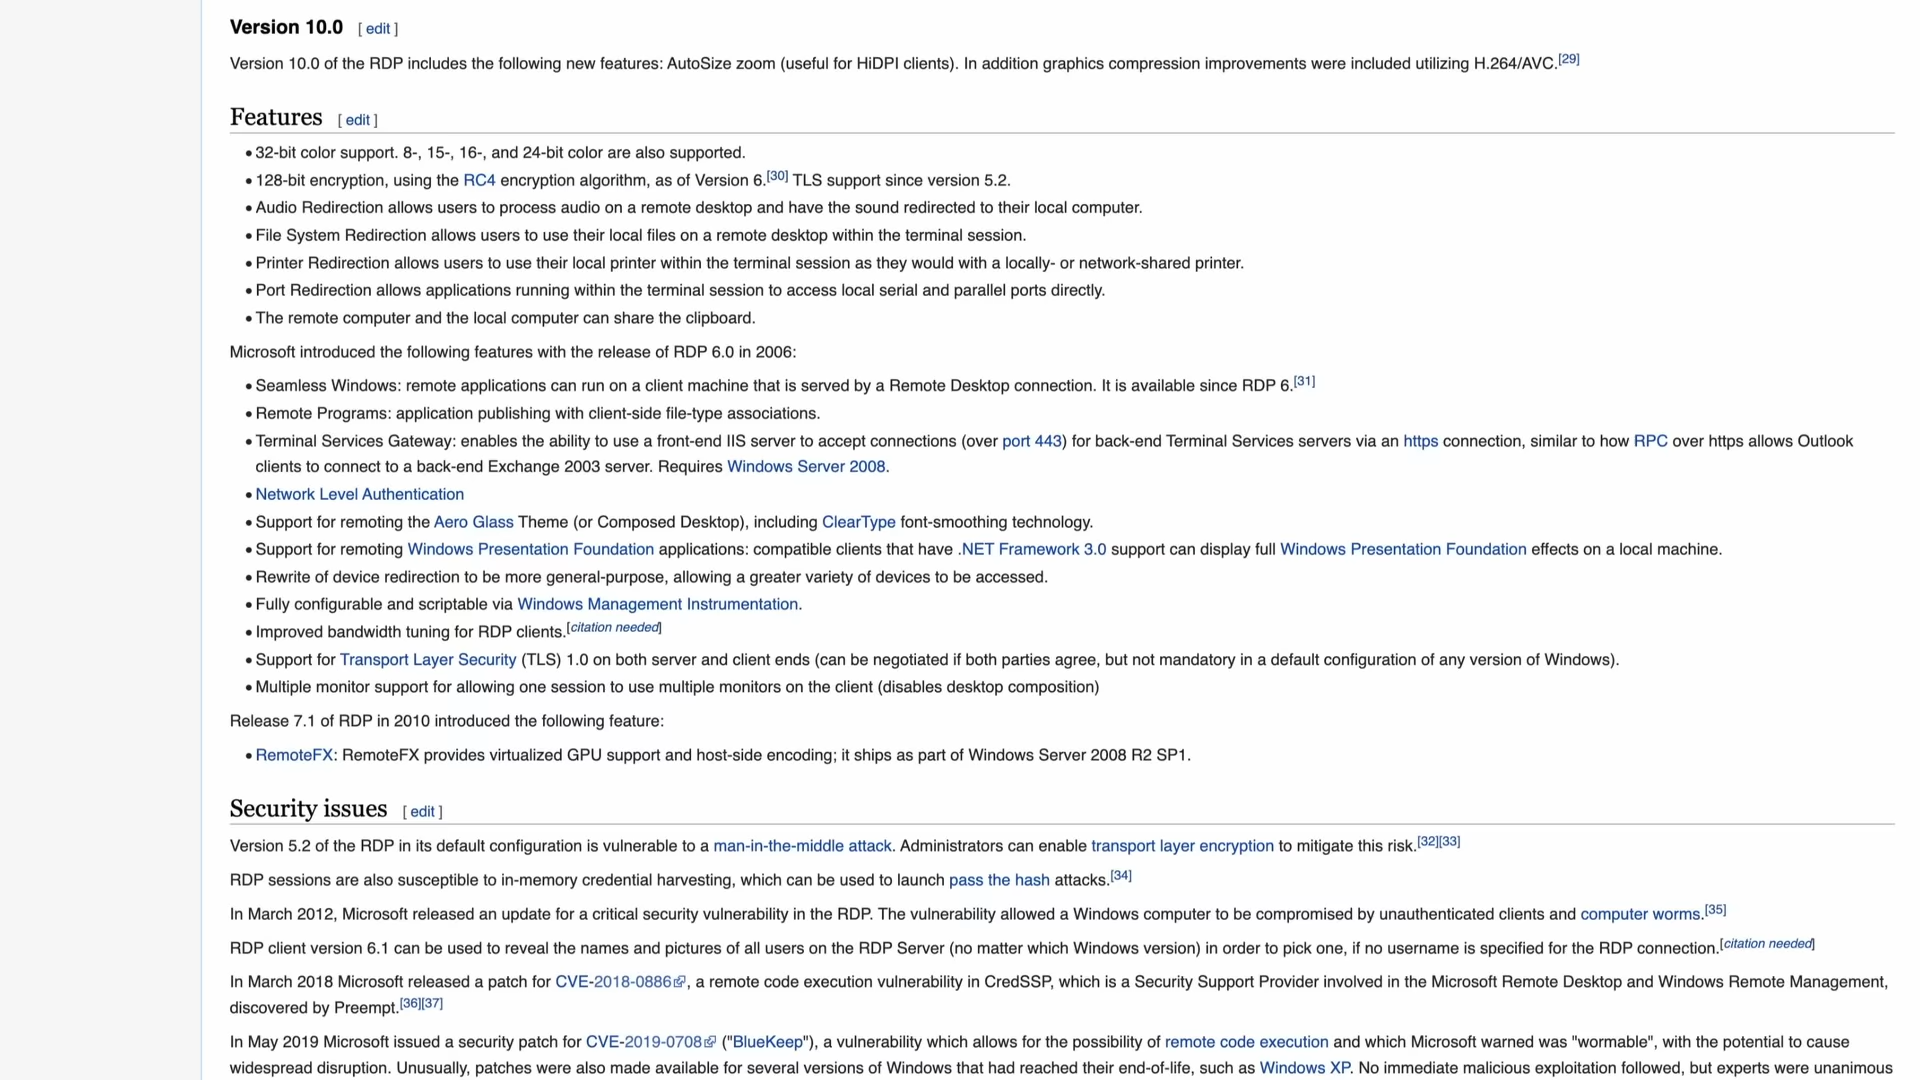 Version 10.0 [ edit ]
Version 10.0 of the RDP includes the following new features: AutoSize zoom (useful for HiDPI clients). In addition graphics compression improvements were included utilizing H.264/AVC.[29]
Features [ edit ]
• 32-bit color support. 8-, 15-, 16-, and 24-bit color are also supported.
• 128-bit encryption, using the RC4 encryption algorithm, as of Version 6.[30] TLS support since version 5.2.
• Audio Redirection allows users to process audio on a remote desktop and have the sound redirected to their local computer.
• File System Redirection allows users to use their local files on a remote desktop within the terminal session.
• Printer Redirection allows users to use their local printer within the terminal session as they would with a locally- or network-shared printer.
• Port Redirection allows applications running within the terminal session to access local serial and parallel ports directly.
• The remote computer and the local computer can share the clipboard.
Microsoft introduced the following features with the release of RDP 6.0 in 2006:
• Seamless Windows: remote applications can run on a client machine that is served by a Remote Desktop connection. It is available since RDP 6.[31]
• Remote Programs: application publishing with client-side file-type associations.
• Terminal Services Gateway: enables the ability to use a front-end IIS server to accept connections (over port 443) for back-end Terminal Services servers via an https connection, similar to how RPC over https allows Outlook
clients to connect to a back-end Exchange 2003 server. Requires Windows Server 2008.
• Network Level Authentication
• Support for remoting the Aero Glass Theme (or Composed Desktop), including ClearType font-smoothing technology.
• Support for remoting Windows Presentation Foundation applications: compatible clients that have .NET Framework 3.0 support can display full Windows Presentation Foundation effects on a local machine.
• Rewrite of device redirection to be more general-purpose, allowing a greater variety of devices to be accessed.
• Fully configurable and scriptable via Windows Management Instrumentation.
• Improved bandwidth tuning for RDP clients.[citation needed]
• Support for Transport Layer Security (TLS) 1.0 on both server and client ends (can be negotiated if both parties agree, but not mandatory in a default configuration of any version of Windows).
• Multiple monitor support for allowing one session to use multiple monitors on the client (disables desktop composition)
Release 7.1 of RDP in 2010 introduced the following feature:
• RemoteFX: RemoteFX provides virtualized GPU support and host-side encoding; it ships as part of Windows Server 2008 R2 SP1.
Security issues [ edit ]
Version 5.2 of the RDP in its default configuration is vulnerable to a man-in-the-middle attack. Administrators can enable transport layer encryption to mitigate this risk.[32][33]
RDP sessions are also susceptible to in-memory credential harvesting, which can be used to launch pass the hash attacks.[34]
In March 2012, Microsoft released an update for a critical security vulnerability in the RDP. The vulnerability allowed a Windows computer to be compromised by unauthenticated clients and computer worms.[35]
RDP client version 6.1 can be used to reveal the names and pictures of all users on the RDP Server (no matter which Windows version) in order to pick one, if no username is specified for the RDP connection.[citation needed]
In March 2018 Microsoft released a patch for CVE-2018-0886, a remote code execution vulnerability in CredSSP, which is a Security Support Provider involved in the Microsoft Remote Desktop and Windows Remote Management,
discovered by Preempt.[36][37]
In May 2019 Microsoft issued a security patch for CVE-2019-0708 ("BlueKeep"), a vulnerability which allows for the possibility of remote code execution and which Microsoft warned was "wormable", with the potential to cause
widespread disruption. Unusually, patches were also made available for several versions of Windows that had reached their end-of-life, such as Windows XP. No immediate malicious exploitation followed, but experts were unanimous